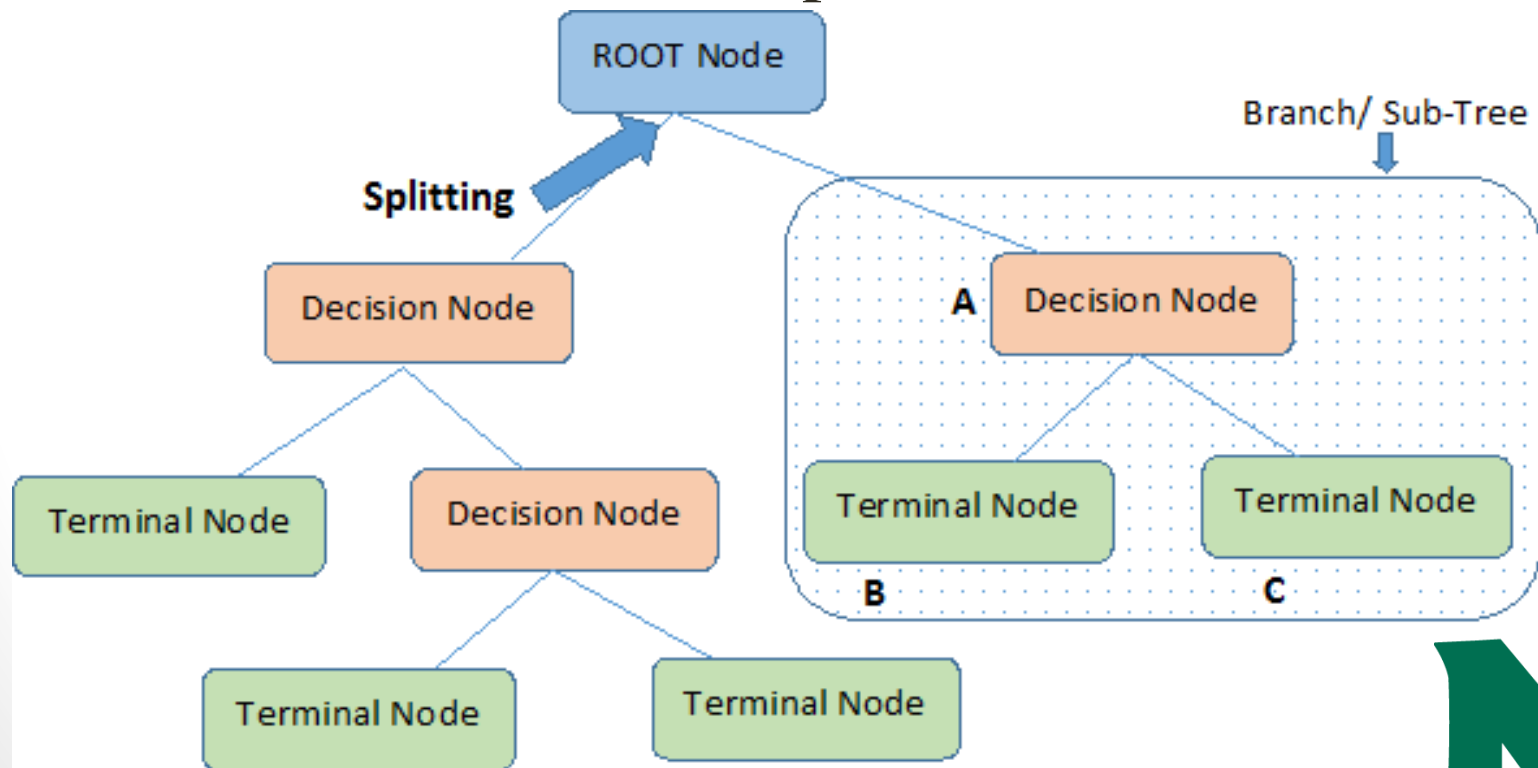 ROOT Node
Branch/ Sub-Tree
Splitting
Decision Node
A
Decision Node
Terminal Node
Decision Node
Terminal Node
Terminal Node
B
C
Terminal Node
Terminal Node